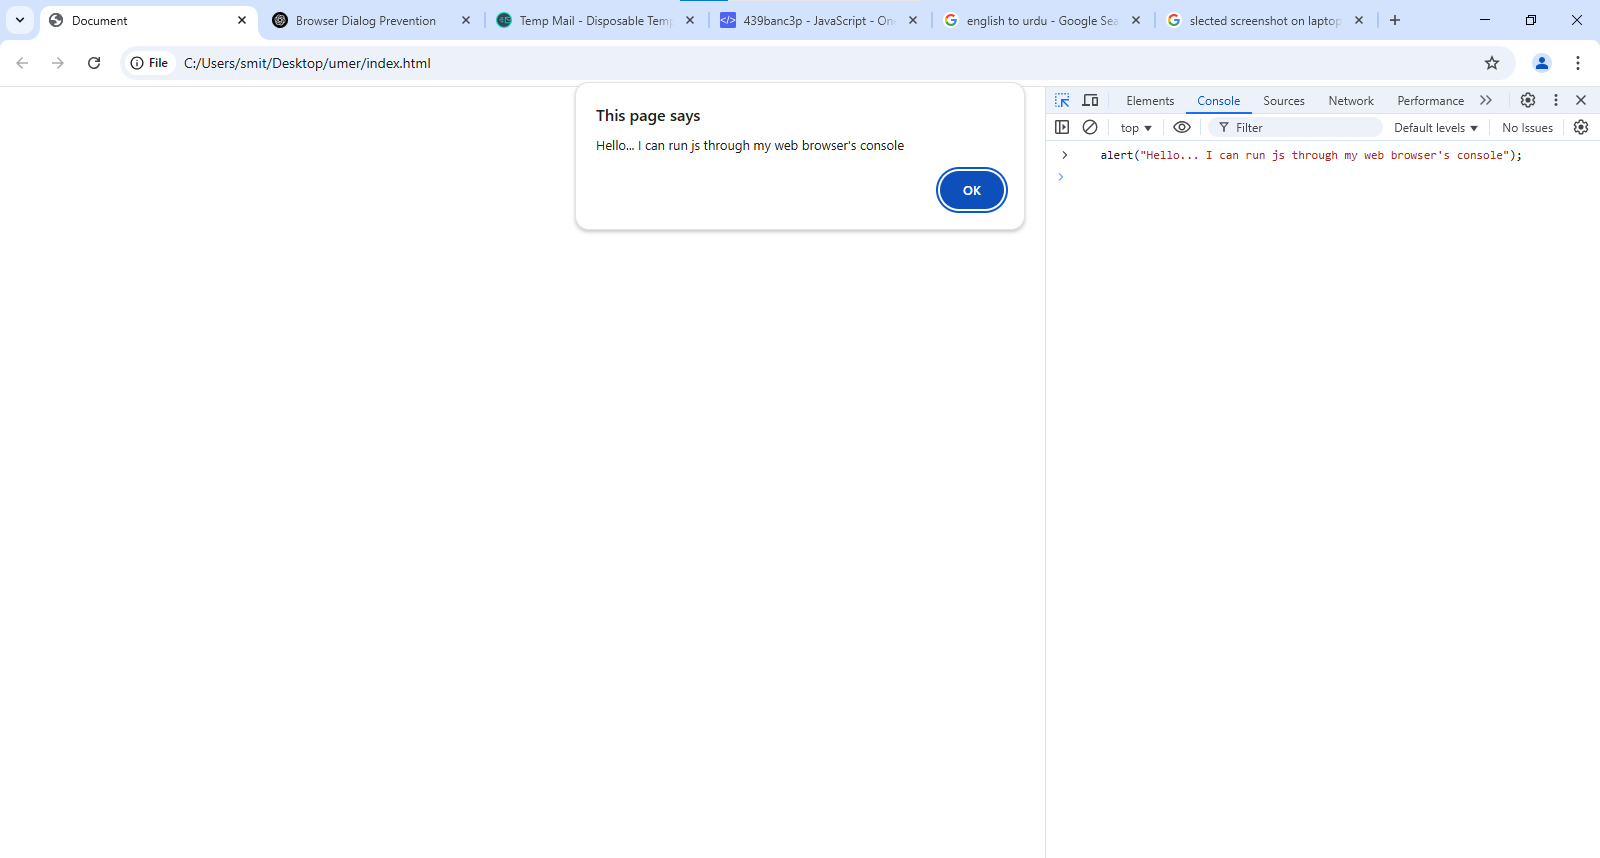 Document
Browser Dialog Prevention
Temp Mail - Disposable Temp
439banc3p - JavaScript - On
english to urdu - Google Sea
slected screenshot on laptop
File
C:/Users/smit/Desktop/umer/index.html
This page says
Hello... I can run js through my web browser's console
OK
Elements
Console
Sources
Network
Performance
top
Filter
Default levels
No Issues
alert("Hello... I can run js through my web browser's console");